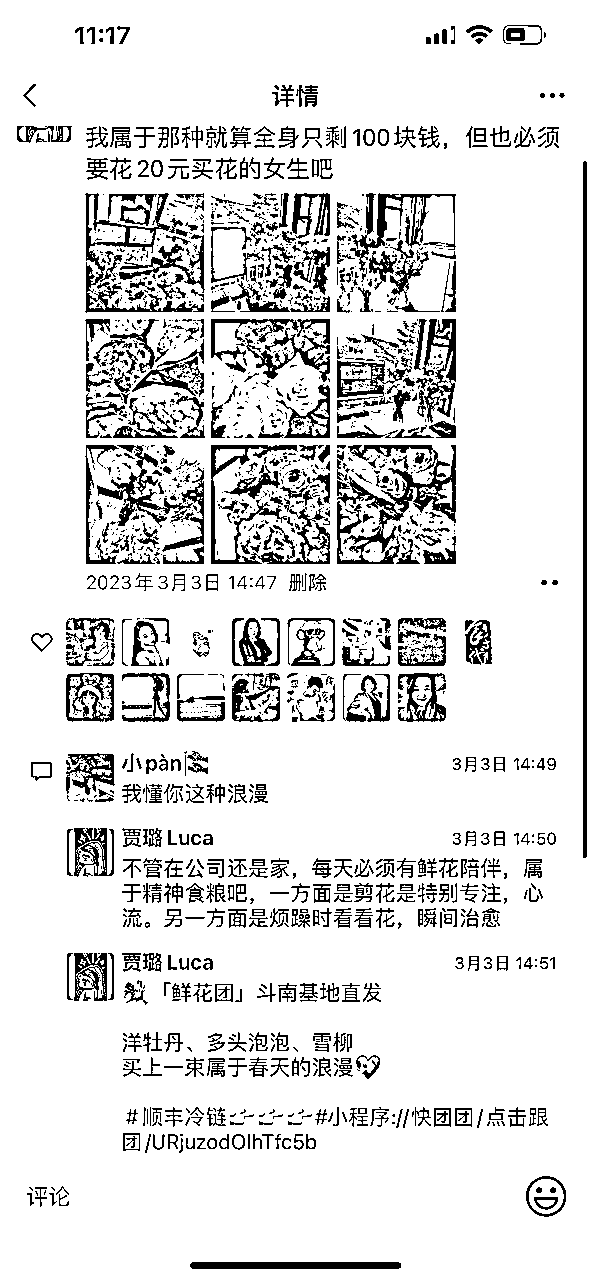 11:17
详情
我属于那种就算全身只剩100块钱，但也必须
要花20元买花的女生吧
2023年3月3日 14:47 删除
小pàn
3月3日 14:49
我懂你这种浪漫
贾璐Luca
3月3日 14:50
不管在公司还是家，每天必须有鲜花陪伴，属
于精神食粮吧，一方面是剪花是特别专注，心
流。另一方面是烦躁时看看花，瞬间治愈
贾璐Luca
3月3日 14:51
「鲜花团」斗南基地直发
洋牡丹、多头泡泡、雪柳
买上一束属于春天的浪漫
#顺丰冷链#小程序://快团团/点击跟
团/URjuzodOlhTfc5b
评论